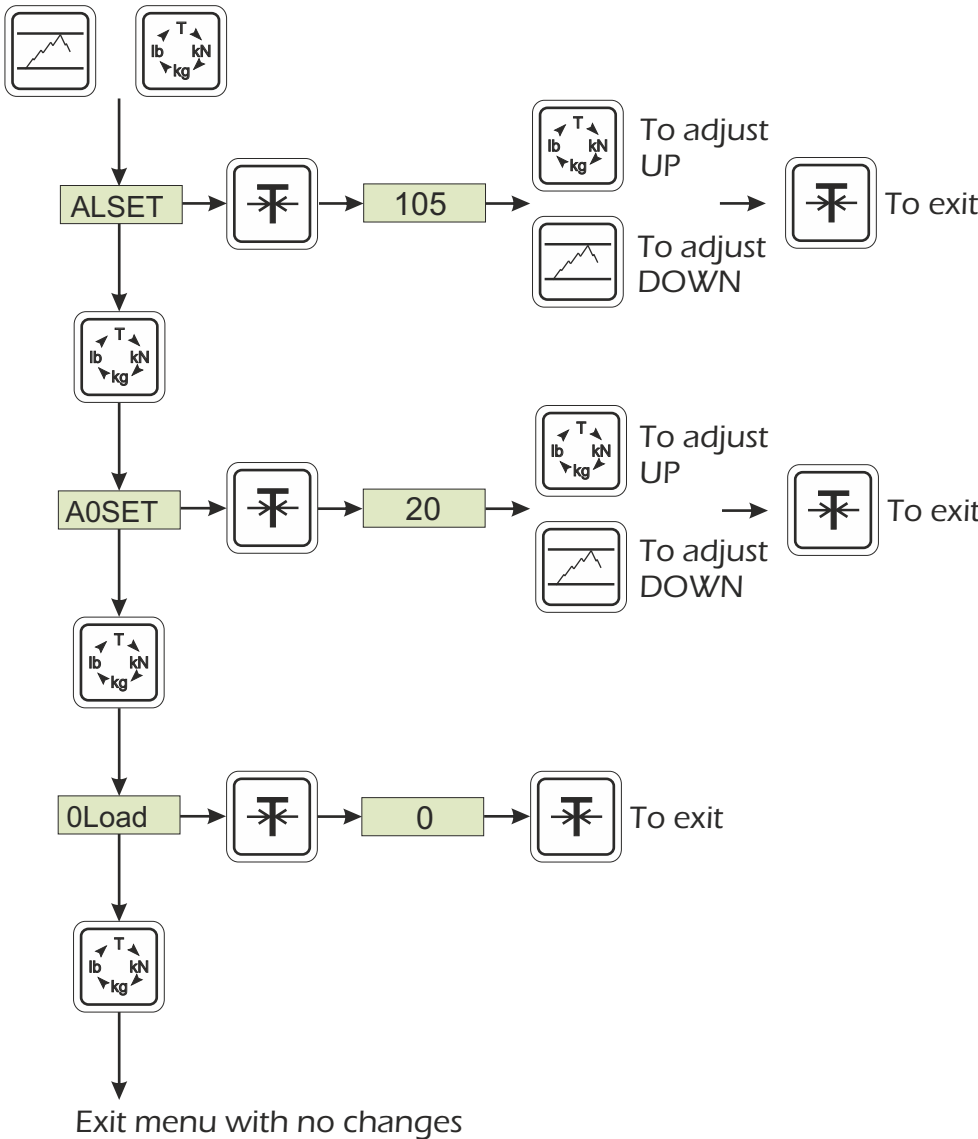 T
lb kN
kg
ALSET
105
T
lb kN
kg
To adjust
UP
To adjust
DOWN
To exit
T
T
T
lb kN
kg
A0SET
T
20
T
lb kN
kg
To adjust
UP
To adjust
DOWN
T
To exit
T
lb kN
kg
0Load
T
0
T
To exit
T
lb kN
kg
Exit menu with no changes